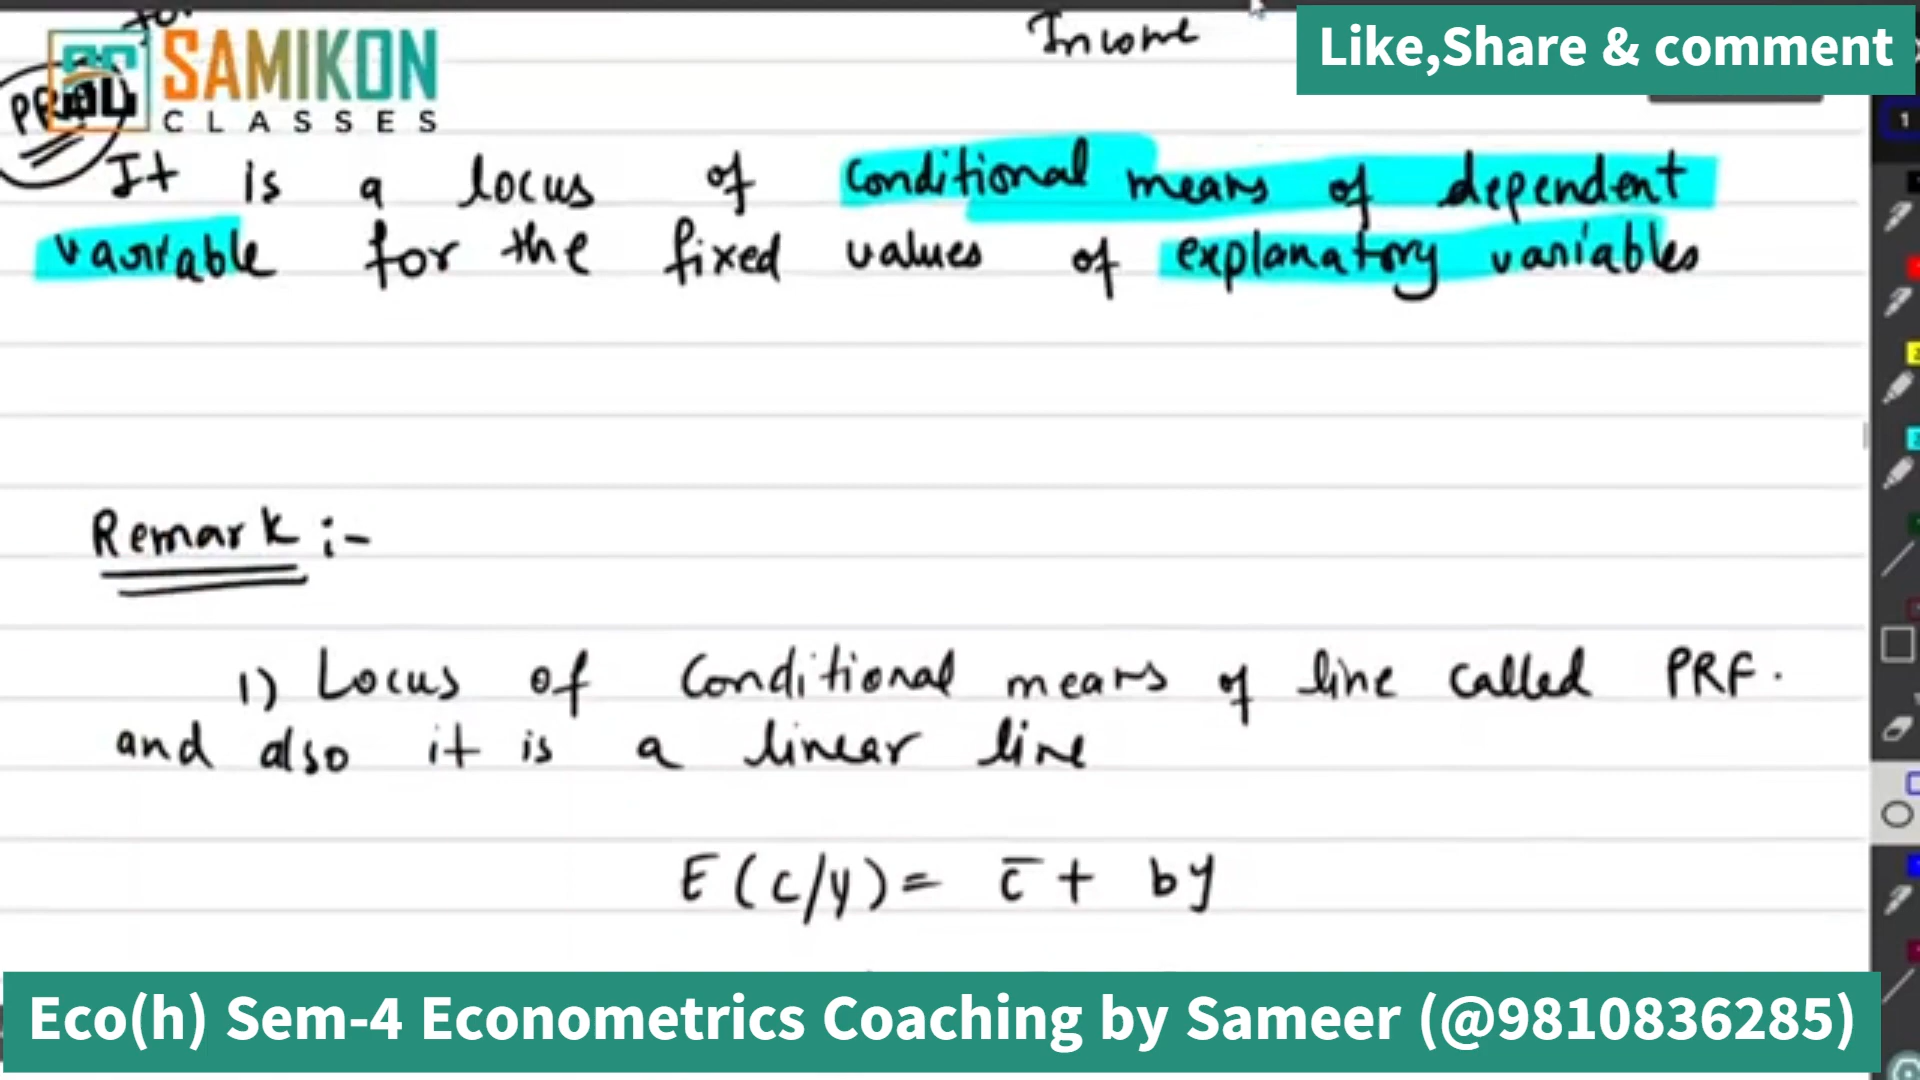 Income
Like,Share & comment
SAMIKON
CLASSES
It is a locus of conditional means of dependent
variable for the fixed values of explanatory variables
Remark :-
1) Locus of Conditional means of line called PRF.
and also it is a linear line
E(c/y) = c̄ + by
Eco(h) Sem-4 Econometrics Coaching by Sameer (@9810836285)